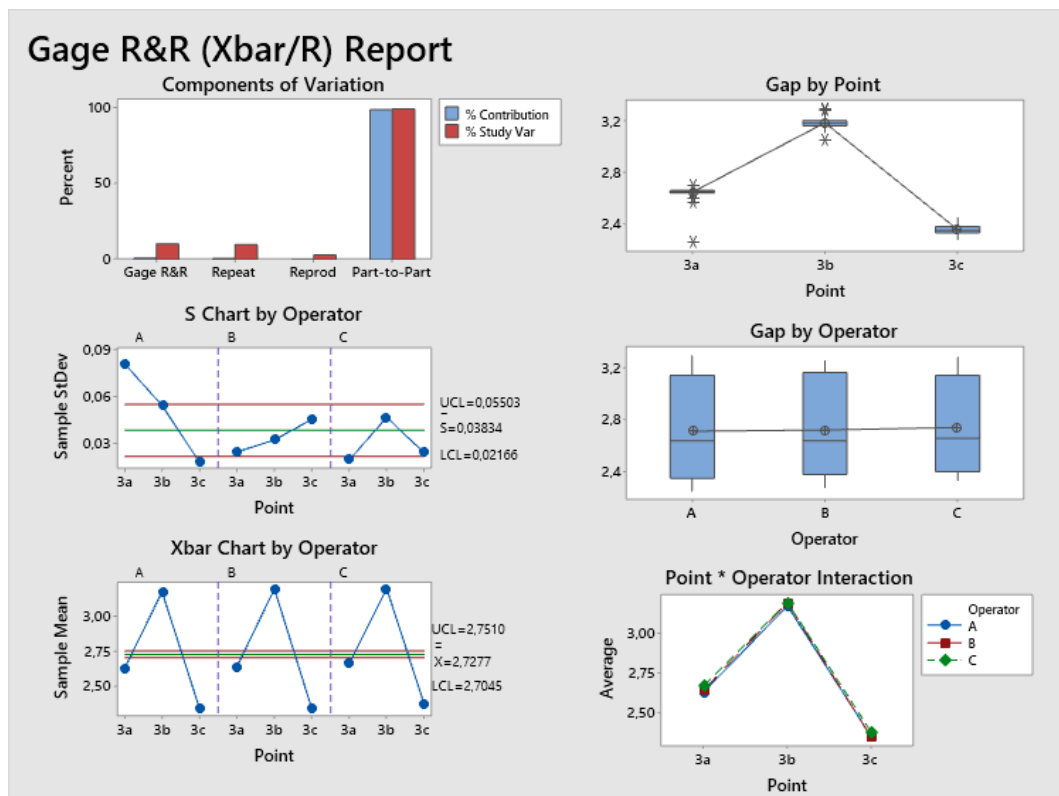 Gage R&R (Xbar/R) Report
Components of Variation
Percent
100
50
0
Gage R&R Repeat Reprod Part-to-Part
% Contribution
% Study Var
S Chart by Operator
Sample StDev
A B C
0,09
0,06
0,03
UCL=0,05503
S=0,03834
LCL=0,02166
3a 3b 3c 3a 3b 3c 3a 3b 3c
Point
Xbar Chart by Operator
Sample Mean
A B C
3,00
2,75
2,50
UCL=2,7510
X=2,7277
LCL=2,7045
3a 3b 3c 3a 3b 3c 3a 3b 3c
Point
Gap by Point
3,2
2,8
2,4
3a 3b 3c
Point
Gap by Operator
3,2
2,8
2,4
A B C
Operator
Point * Operator Interaction
Average
3,00
2,75
2,50
3a 3b 3c
Point
Operator
A
B
C